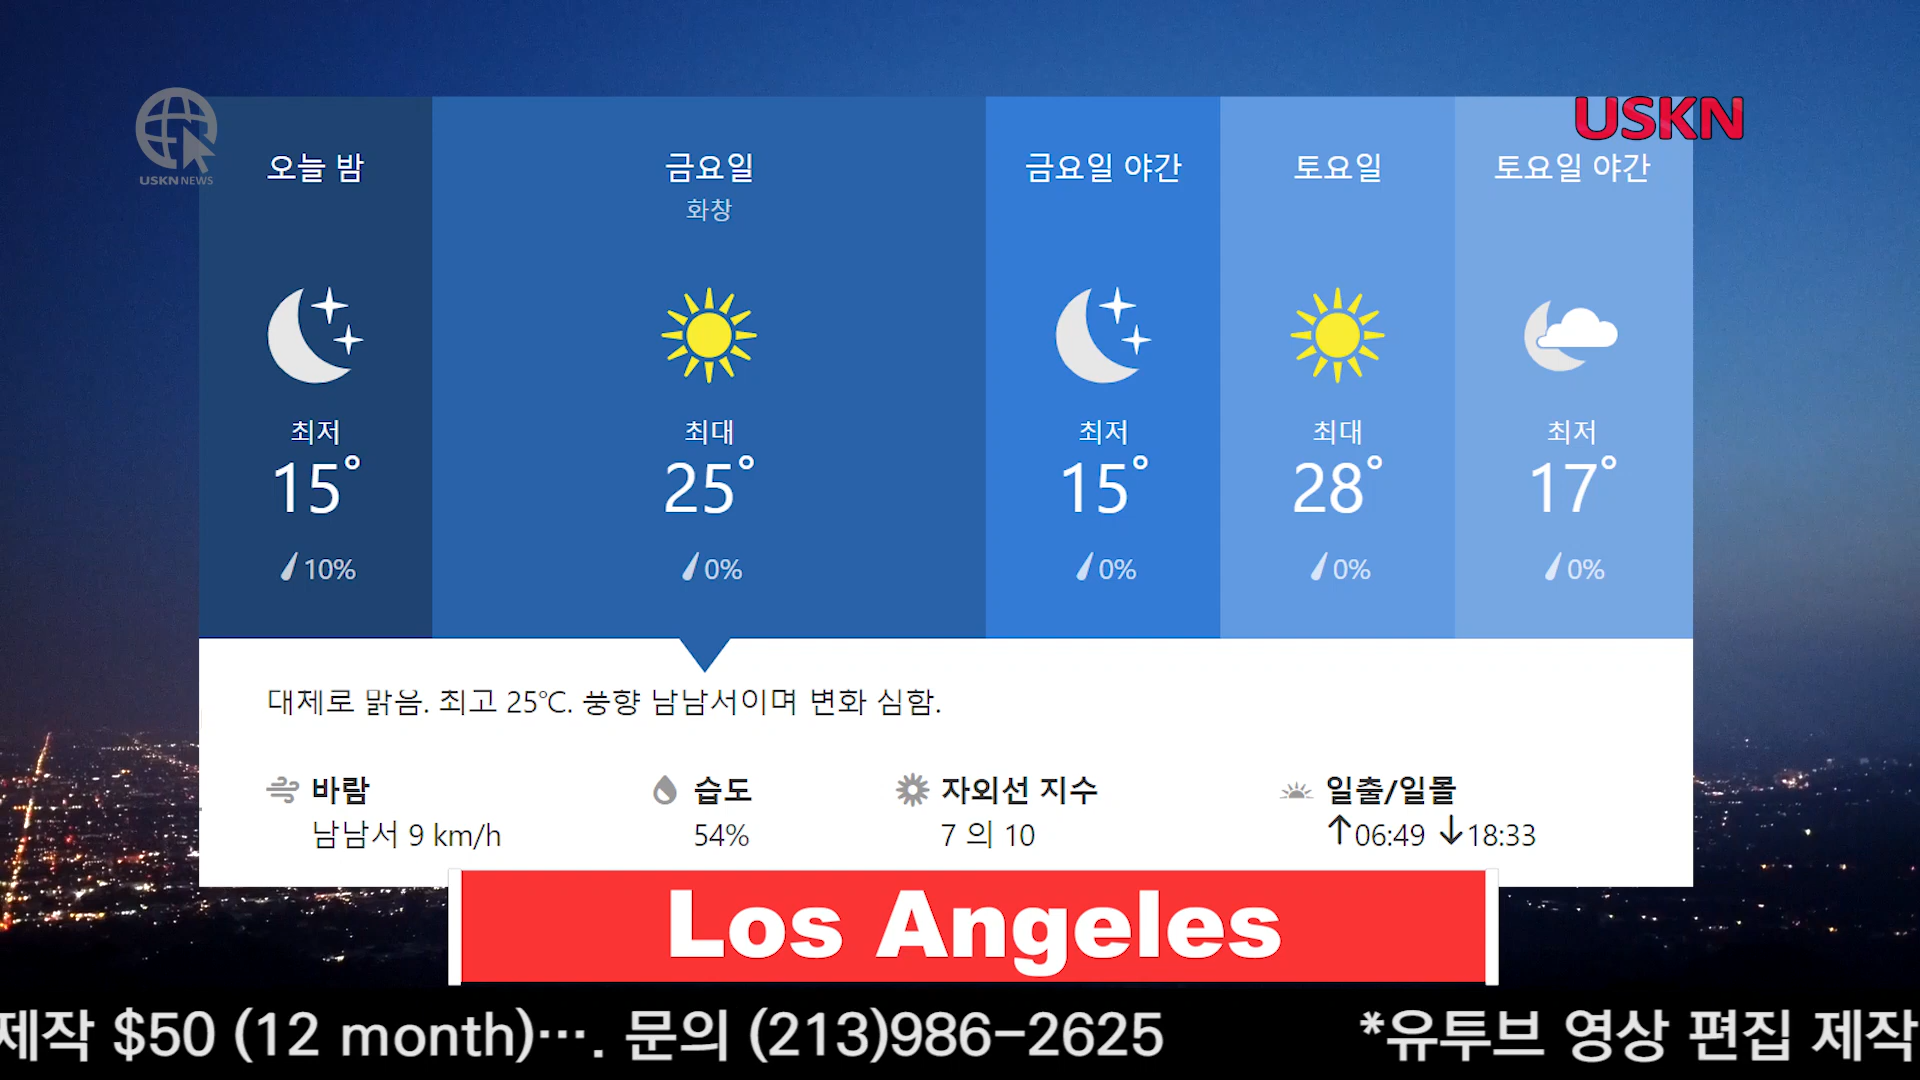 USKN NEWS
USKN
오늘 밤
금요일
화창
금요일 야간
토요일
토요일 야간
최저
15°
10%
최대
25°
0%
최저
15°
0%
최대
28°
0%
최저
17°
0%
대제로 맑음. 최고 25°C. 풍향 남남서이며 변화 심함.
바람
남남서 9 km/h
습도
54%
자외선 지수
7 의 10
일출/일몰
↑06:49 ↓18:33
Los Angeles
제작 $50 (12 month)…. 문의 (213)986-2625 *유투브 영상 편집 제작